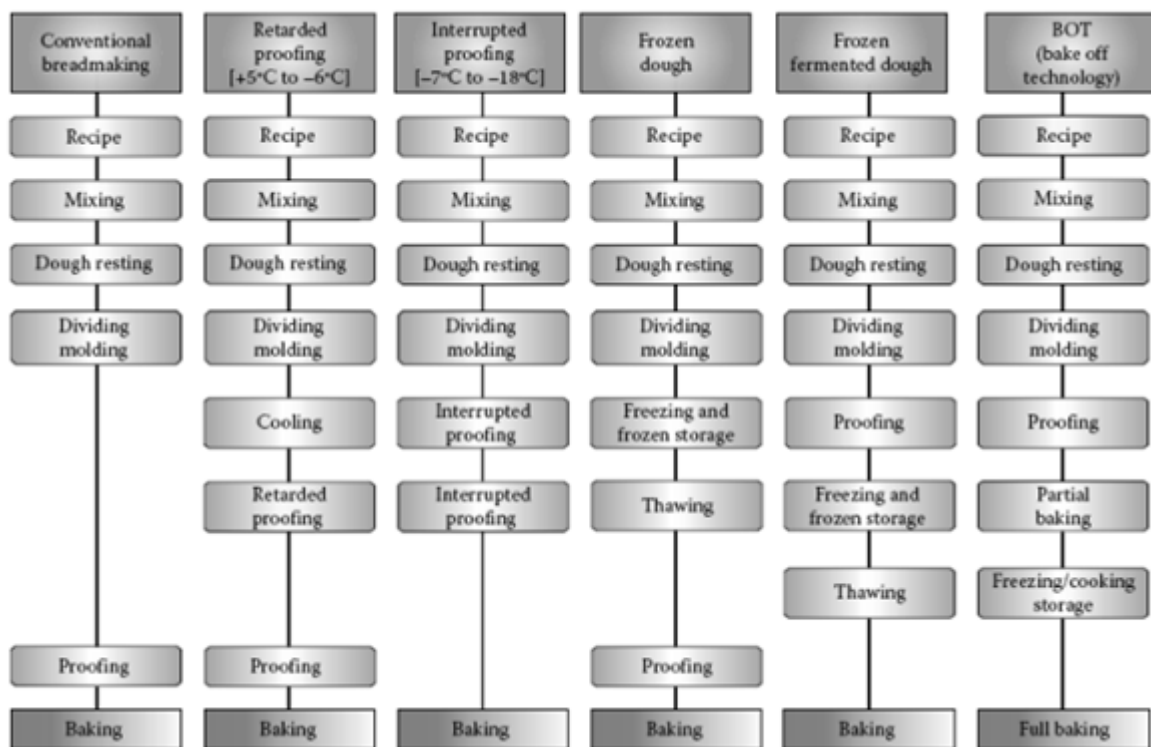 Conventional
breadmaking
Retarded
proofing
[+5°C to −6°C]
Interrupted
proofing
[−7°C to −18°C]
Frozen
dough
Frozen
fermented dough
BOT
(bake off
technology)
Recipe
Recipe
Recipe
Recipe
Recipe
Recipe
Mixing
Mixing
Mixing
Mixing
Mixing
Mixing
Dough resting
Dough resting
Dough resting
Dough resting
Dough resting
Dough resting
Dividing
molding
Dividing
molding
Dividing
molding
Dividing
molding
Dividing
molding
Dividing
molding
Cooling
Interrupted
proofing
Freezing and
frozen storage
Proofing
Proofing
Retarded
proofing
Interrupted
proofing
Thawing
Freezing and
frozen storage
Partial
baking
Thawing
Freezing/cooking
storage
Proofing
Proofing
Proofing
Baking
Baking
Baking
Baking
Baking
Full baking